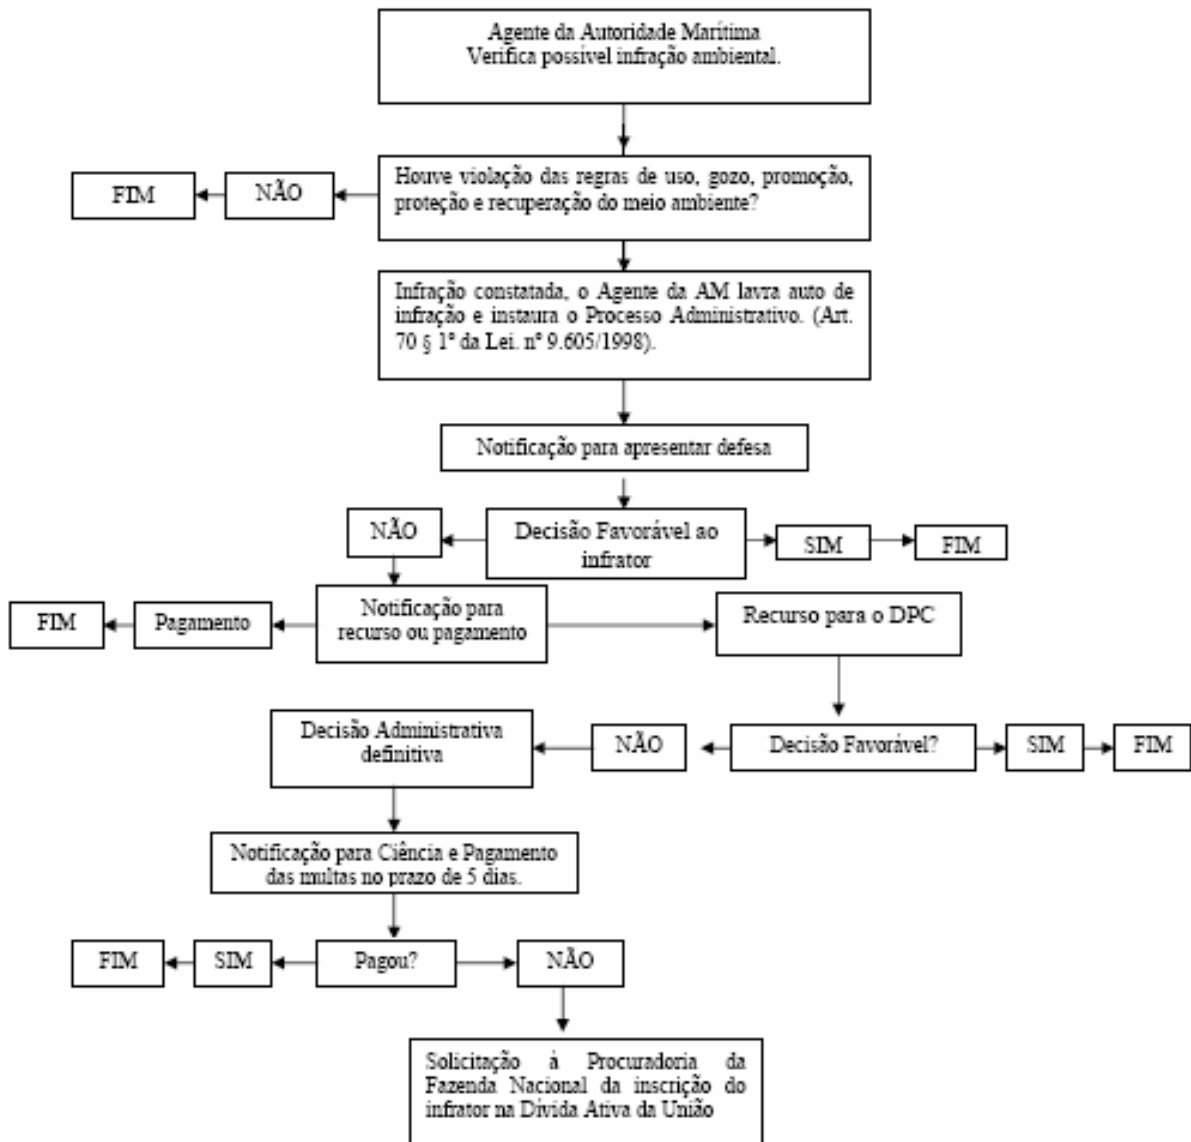 Agente da Autoridade Marítima
Verifica possível infração ambiental.
Houve violação das regras de uso, gozo, promoção,
proteção e recuperação do meio ambiente?
NÃO
FIM
Infração constatada, o Agente da AM lavra auto de
infração e instaura o Processo Administrativo. (Art.
70 § 1º da Lei. nº 9.605/1998).
Notificação para apresentar defesa
Decisão Favorável ao
infrator
NÃO
SIM
FIM
Notificação para
recurso ou pagamento
Pagamento
FIM
Recurso para o DPC
Decisão Favorável?
SIM
FIM
NÃO
Decisão Administrativa
definitiva
Notificação para Ciência e Pagamento
das multas no prazo de 5 dias.
Pagou?
SIM
FIM
NÃO
Solicitação à Procuradoria da
Fazenda Nacional da inscrição do
infrator na Dívida Ativa da União